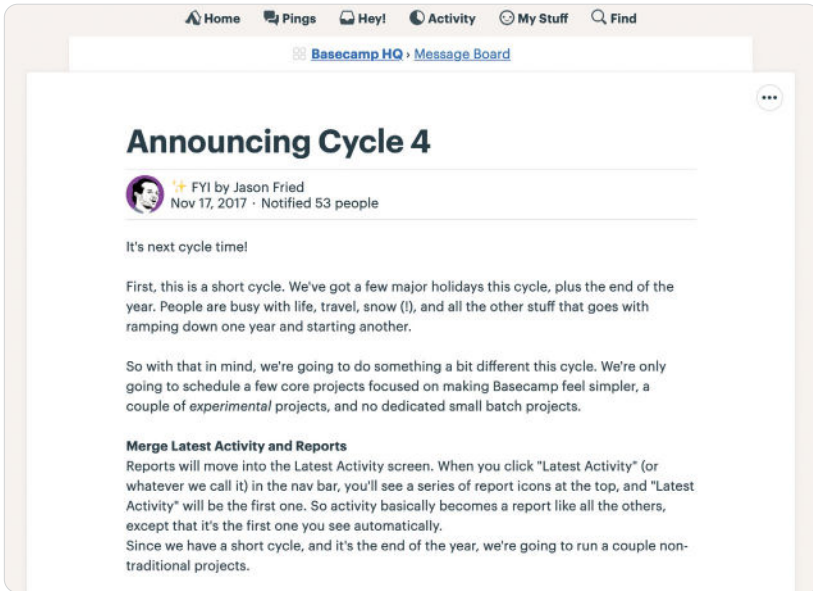 Home Pings Hey! Activity My Stuff Find
Basecamp HQ › Message Board
Announcing Cycle 4
✨ FYI by Jason Fried
Nov 17, 2017 · Notified 53 people
It's next cycle time!
First, this is a short cycle. We've got a few major holidays this cycle, plus the end of the
year. People are busy with life, travel, snow (!), and all the other stuff that goes with
ramping down one year and starting another.
So with that in mind, we're going to do something a bit different this cycle. We're only
going to schedule a few core projects focused on making Basecamp feel simpler, a
couple of experimental projects, and no dedicated small batch projects.
Merge Latest Activity and Reports
Reports will move into the Latest Activity screen. When you click "Latest Activity" (or
whatever we call it) in the nav bar, you'll see a series of report icons at the top, and "Latest
Activity" will be the first one. So activity basically becomes a report like all the others,
except that it's the first one you see automatically.
Since we have a short cycle, and it's the end of the year, we're going to run a couple non-
traditional projects.